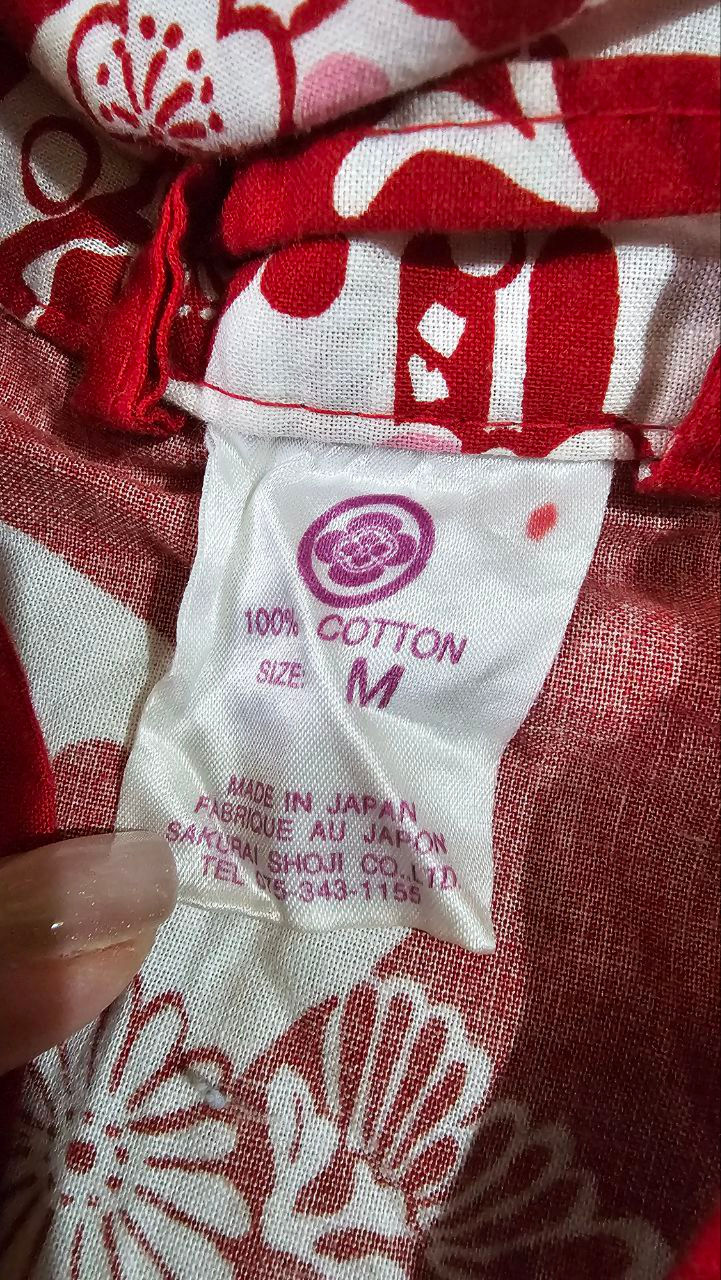 100% COTTON
SIZE: M
MADE IN JAPAN
FABRIQUE AU JAPON
SAKURAI SHOJI CO.,LTD.
TEL 075-343-1155